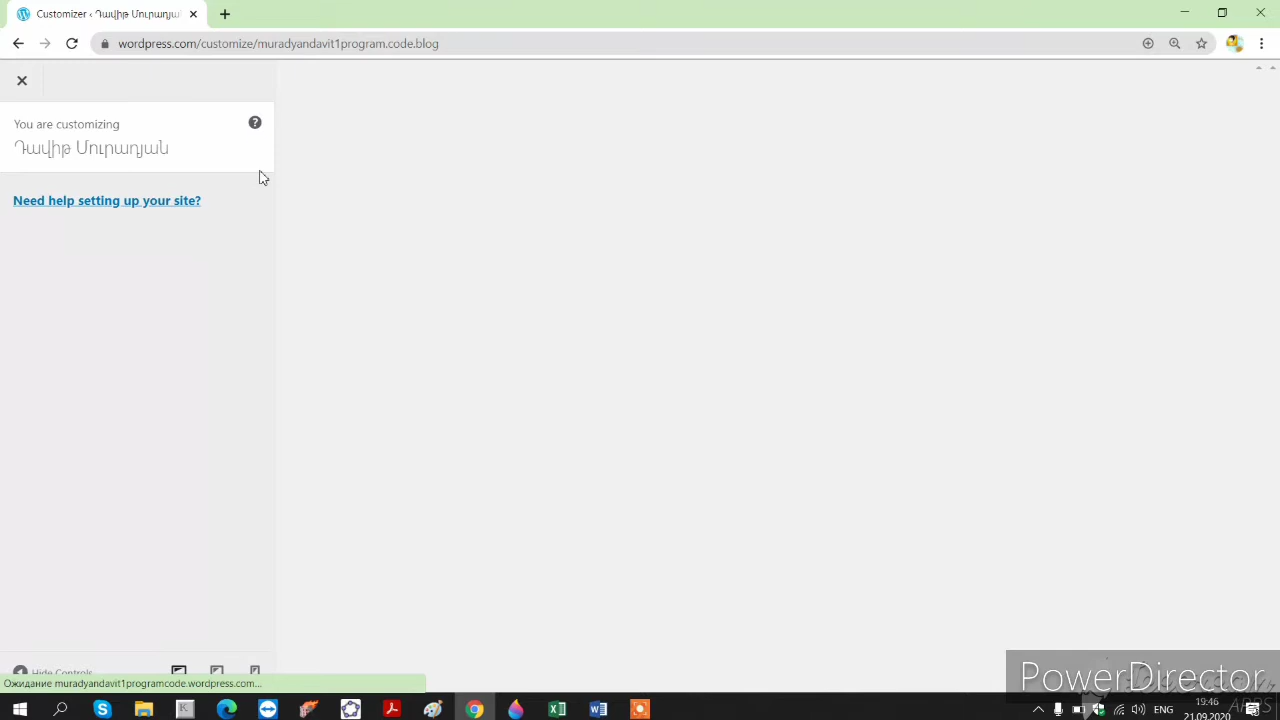 Customizer ‹ Դավիթ Մուրադյան
wordpress.com/customize/muradyandavit1program.code.blog
You are customizing
Դավիթ Մուրադյան
Need help setting up your site?
Hide Controls
Ожидание muradyandavit1programcode.wordpress.com...
PowerDirector
APPS
ENG
19:46
21.09.2020